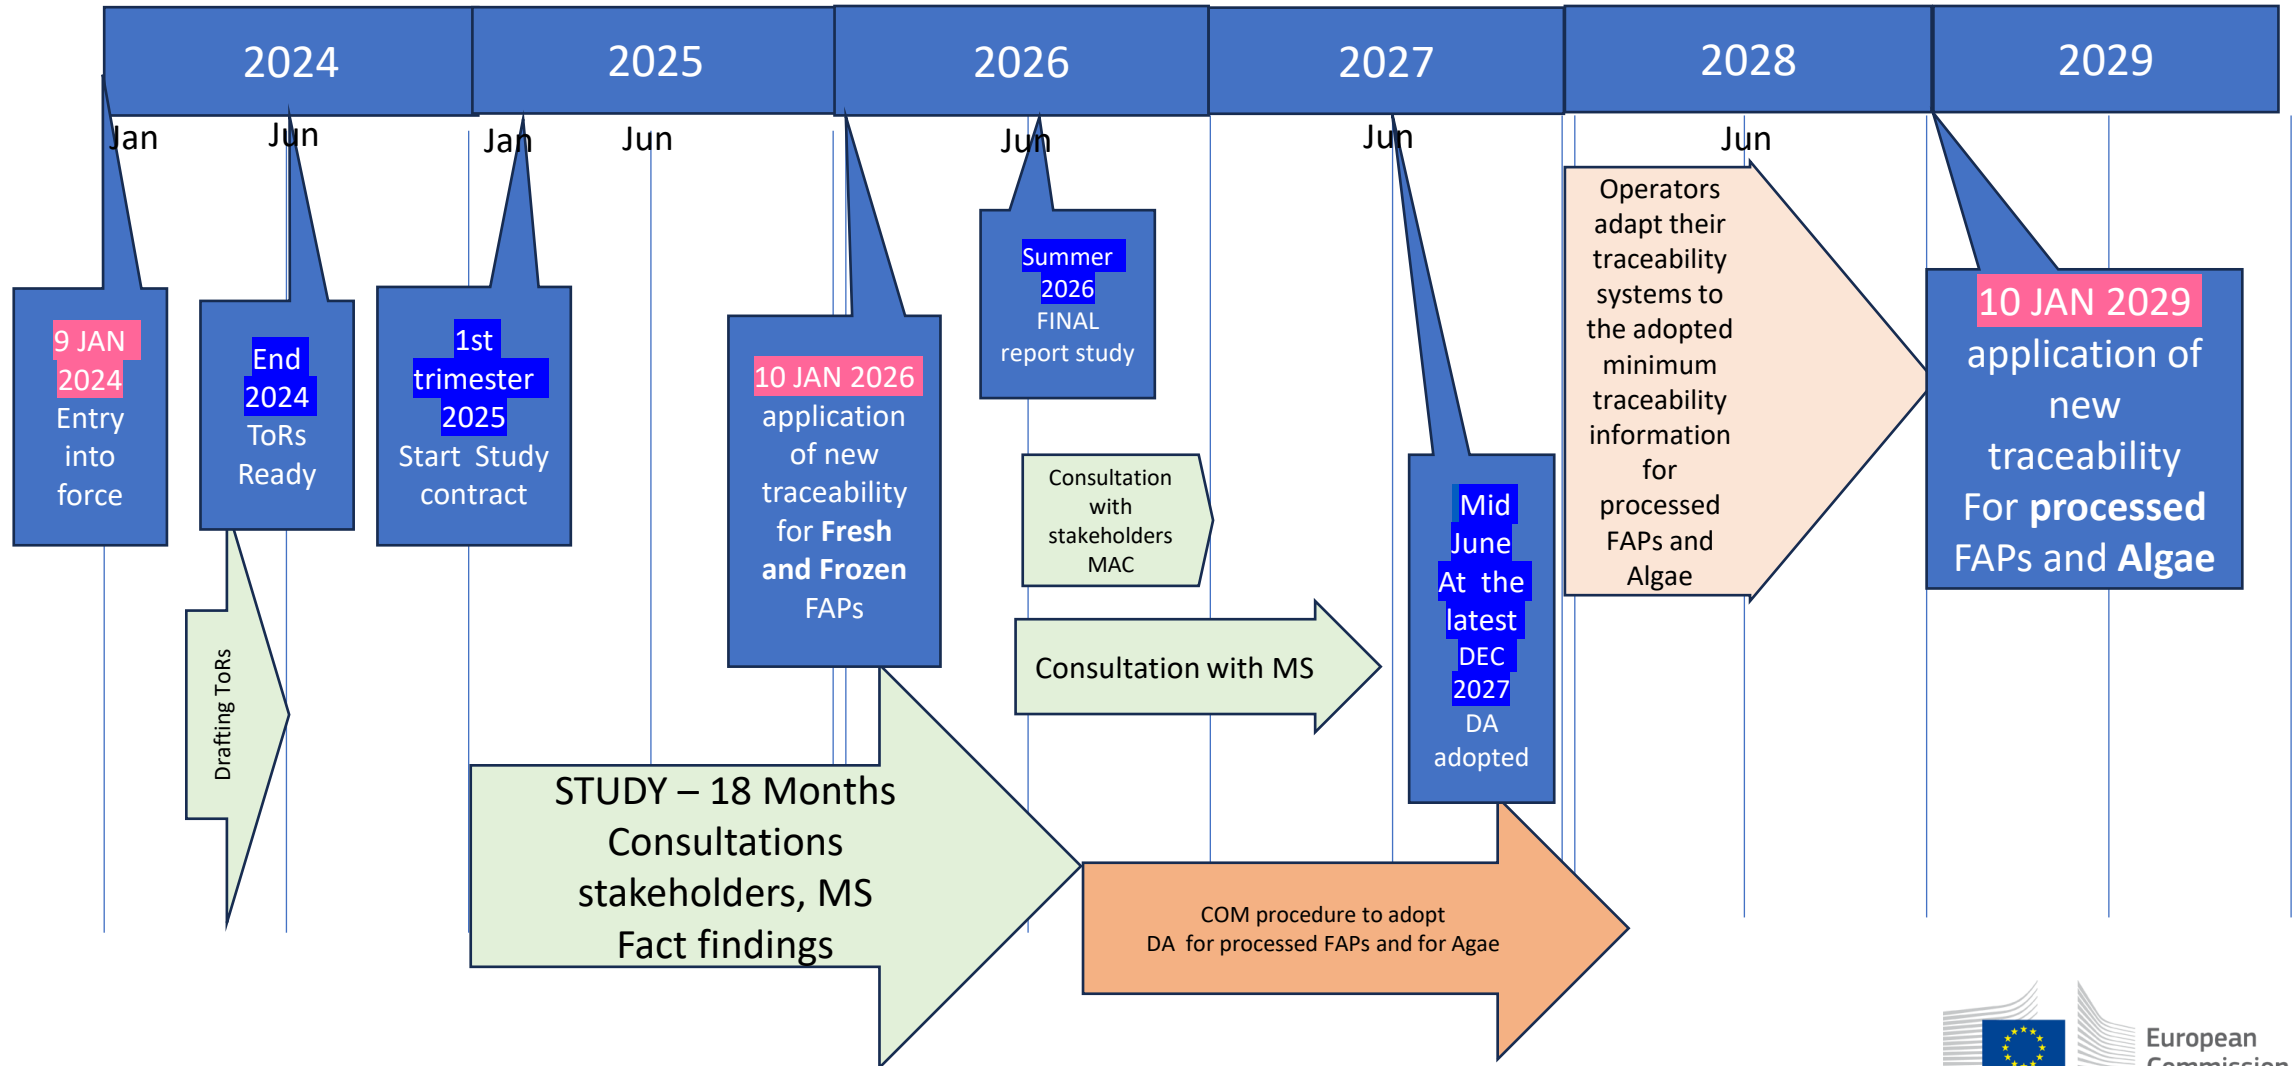 2024
2025
2026
2027
2028
2029
Jan
Jun
Jan
Jun
Jun
Jun
Jun
9 JAN
2024
Entry
into
force
End
2024
ToRs
Ready
1st
trimester
2025
Start Study
contract
10 JAN 2026
application
of new
traceability
for Fresh
and Frozen
FAPs
Summer
2026
FINAL
report study
Consultation
with
stakeholders
MAC
Consultation with MS
Mid
June
At the
latest
DEC
2027
DA
adopted
Operators
adapt their
traceability
systems to
the adopted
minimum
traceability
information
for
processed
FAPs and
Algae
10 JAN 2029
application of
new
traceability
For processed
FAPs and Algae
Drafting ToRs
STUDY – 18 Months
Consultations
stakeholders, MS
Fact findings
COM procedure to adopt
DA for processed FAPs and for Agae
European
Commission